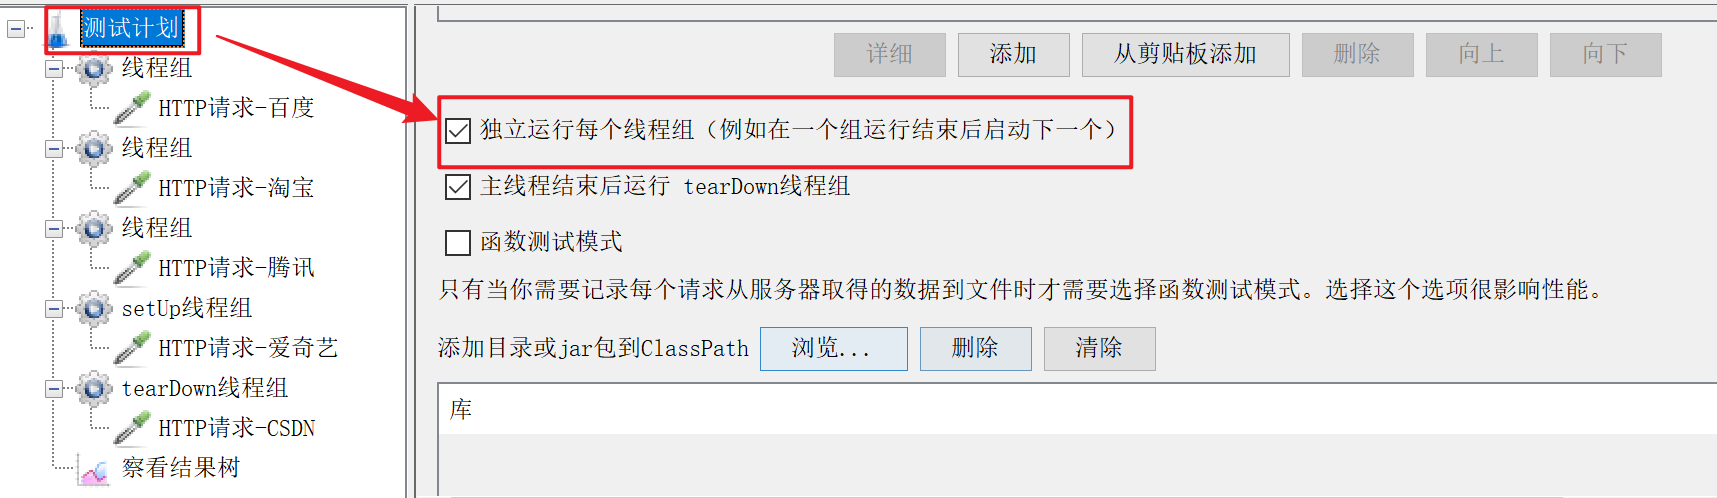 测试计划
线程组
HTTP请求-百度
线程组
HTTP请求-淘宝
线程组
HTTP请求-腾讯
setUp线程组
HTTP请求-爱奇艺
tearDown线程组
HTTP请求-CSDN
察看结果树
详细 添加 从剪贴板添加 删除 向上 向下
独立运行每个线程组（例如在一个组运行结束后启动下一个）
主线程结束后运行 tearDown线程组
函数测试模式
只有当你需要记录每个请求从服务器取得的数据到文件时才需要选择函数测试模式。选择这个选项很影响性能。
添加目录或jar包到ClassPath 浏览... 删除 清除
库